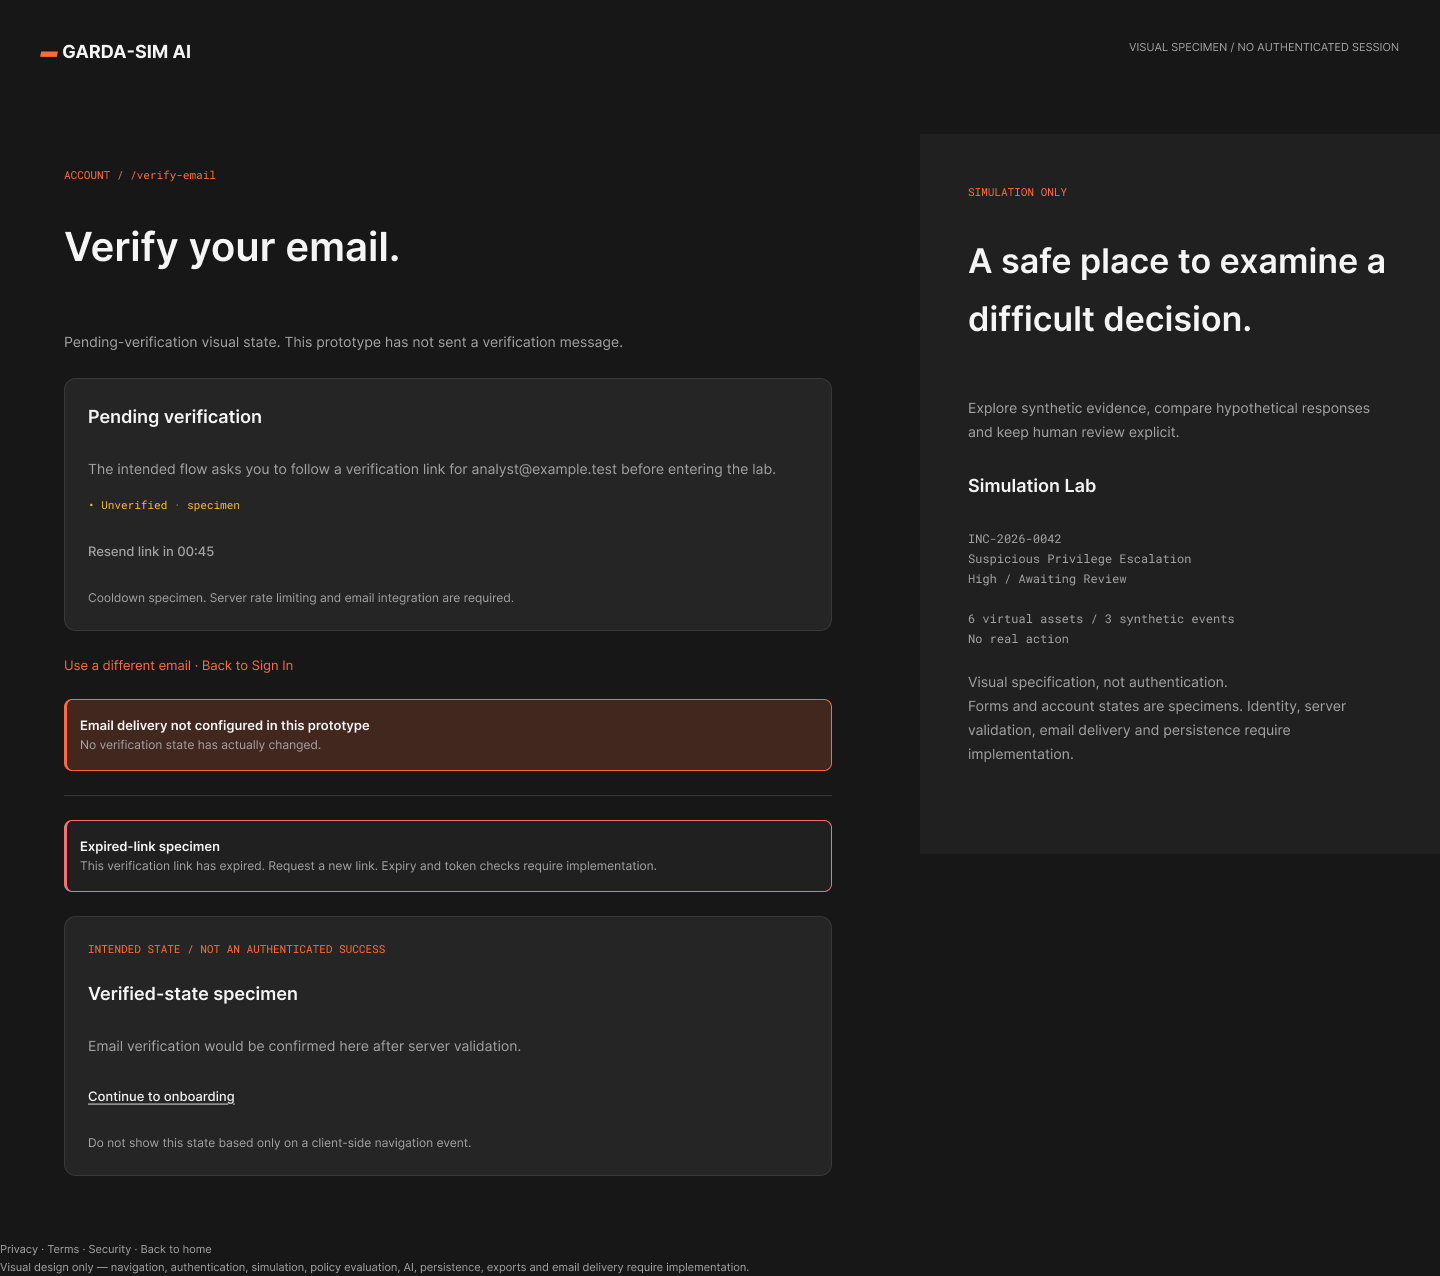 GARDA-SIM AI
VISUAL SPECIMEN / NO AUTHENTICATED SESSION
ACCOUNT / /verify-email
Verify your email.
Pending-verification visual state. This prototype has not sent a verification message.
Pending verification
The intended flow asks you to follow a verification link for analyst@example.test before entering the lab.
• Unverified · specimen
Resend link in 00:45
Cooldown specimen. Server rate limiting and email integration are required.
Use a different email · Back to Sign In
Email delivery not configured in this prototype
No verification state has actually changed.
Expired-link specimen
This verification link has expired. Request a new link. Expiry and token checks require implementation.
INTENDED STATE / NOT AN AUTHENTICATED SUCCESS
Verified-state specimen
Email verification would be confirmed here after server validation.
Continue to onboarding
Do not show this state based only on a client-side navigation event.
SIMULATION ONLY
A safe place to examine a
difficult decision.
Explore synthetic evidence, compare hypothetical responses
and keep human review explicit.
Simulation Lab
INC-2026-0042
Suspicious Privilege Escalation
High / Awaiting Review
6 virtual assets / 3 synthetic events
No real action
Visual specification, not authentication.
Forms and account states are specimens. Identity, server
validation, email delivery and persistence require
implementation.
Privacy · Terms · Security · Back to home
Visual design only — navigation, authentication, simulation, policy evaluation, AI, persistence, exports and email delivery require implementation.